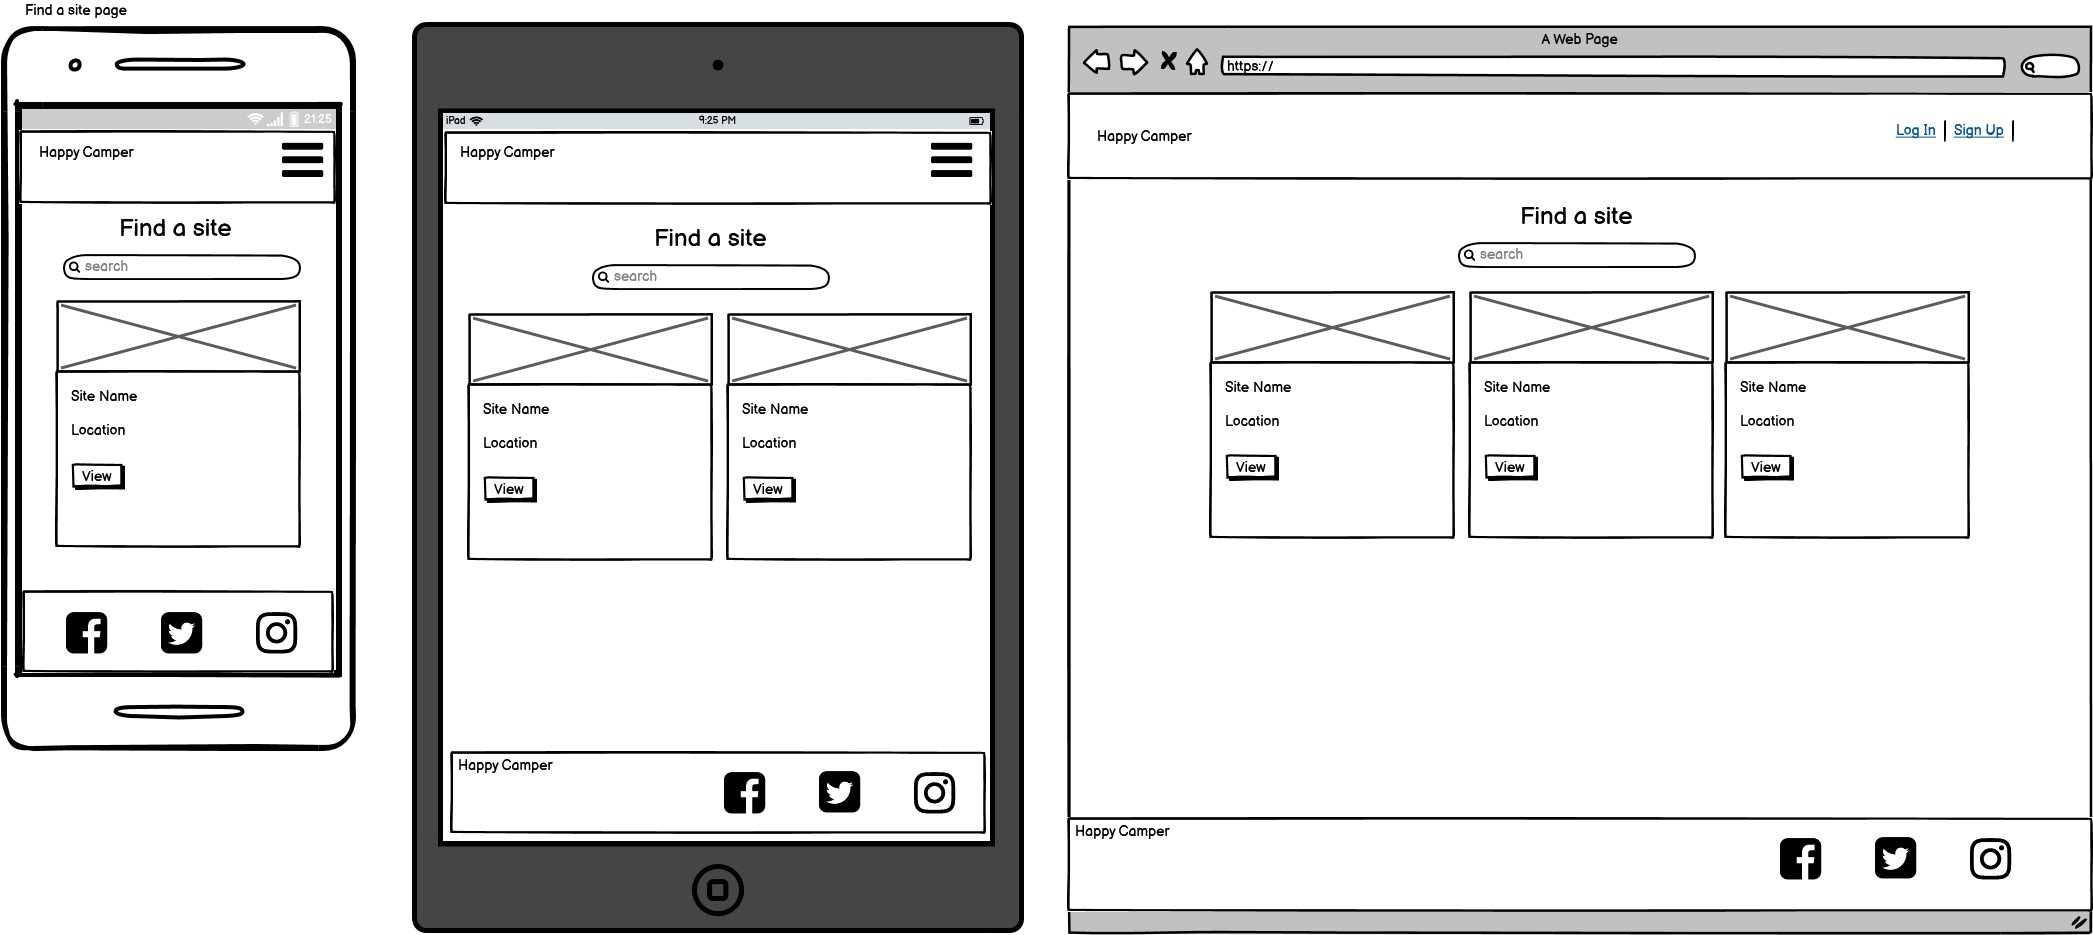 Find a site page
21:25
Happy Camper
Find a site
search
Site Name
Location
View
iPad
9:25 PM
Happy Camper
Find a site
search
Site Name
Location
View
Site Name
Location
View
Happy Camper
A Web Page
https://
Happy Camper
Log In
Sign Up
Find a site
search
Site Name
Location
View
Site Name
Location
View
Site Name
Location
View
Happy Camper